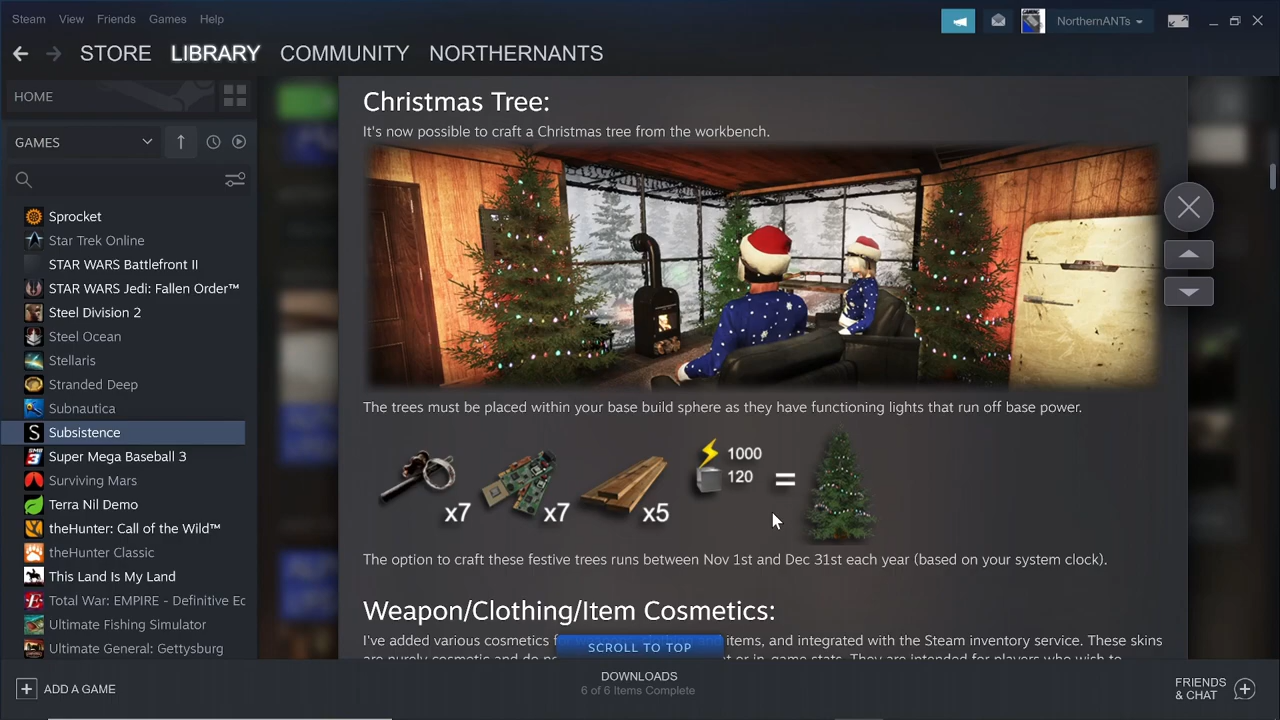 Steam View Friends Games Help
NorthernANTs
STORE LIBRARY COMMUNITY NORTHERNANTS
HOME
GAMES
Sprocket
Star Trek Online
STAR WARS Battlefront II
STAR WARS Jedi: Fallen Order™
Steel Division 2
Steel Ocean
Stellaris
Stranded Deep
Subnautica
Subsistence
Super Mega Baseball 3
Surviving Mars
Terra Nil Demo
theHunter: Call of the Wild™
theHunter Classic
This Land Is My Land
Total War: EMPIRE - Definitive Ec
Ultimate Fishing Simulator
Ultimate General: Gettysburg
Christmas Tree:
It's now possible to craft a Christmas tree from the workbench.
The trees must be placed within your base build sphere as they have functioning lights that run off base power.
x7 x7 x5 1000 120 =
The option to craft these festive trees runs between Nov 1st and Dec 31st each year (based on your system clock).
Weapon/Clothing/Item Cosmetics:
I've added various cosmetics items, and integrated with the Steam inventory service. These skins
SCROLL TO TOP
ADD A GAME
DOWNLOADS
6 of 6 Items Complete
FRIENDS
& CHAT